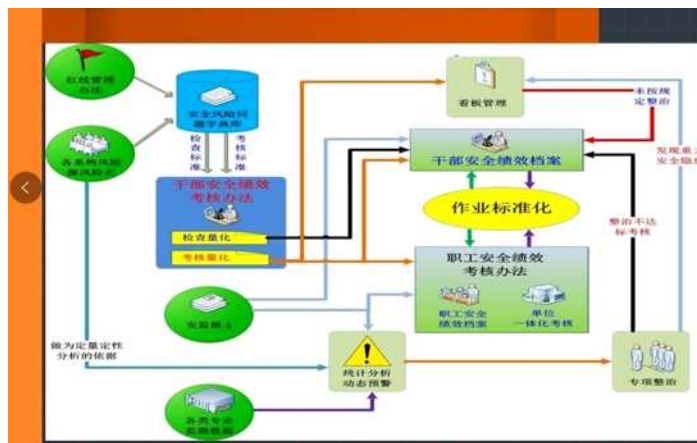 红线管理
办法
安全风险问
题字典库
看板管理
未按规
定整治
各系统风险
源风险点
检查标准
考核标准
干部安全绩效档案
发现重大
安全隐患
干部安全绩效
考核办法
作业标准化
检查量化
考核量化
整治不达
标考核
职工安全绩效
考核办法
职工安全
绩效档案
单位
一体化考核
做为定量定性
分析的依据
统计分析
动态预警
专项整治
各类专业
监测数据